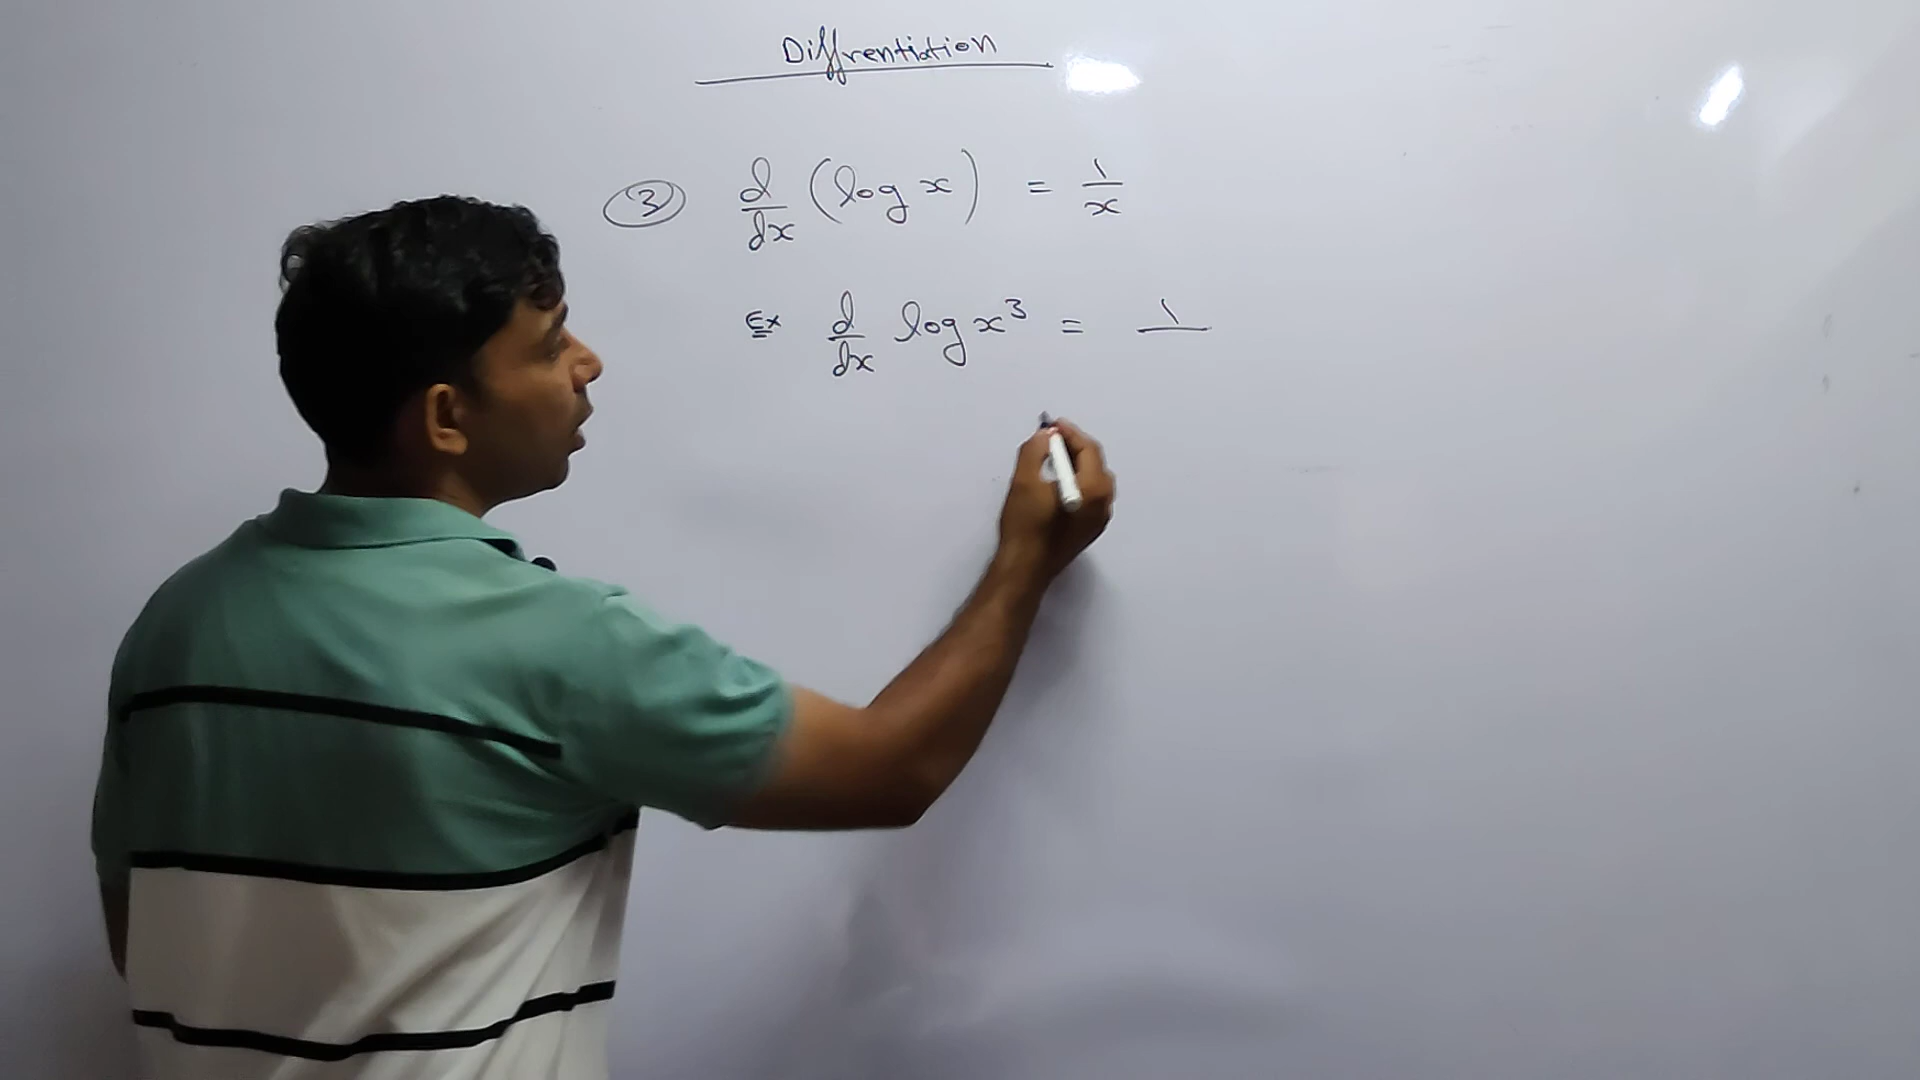 Diffrentiation
③ d/dx (log x) = 1/x
Ex d/dx log x³ = 1/